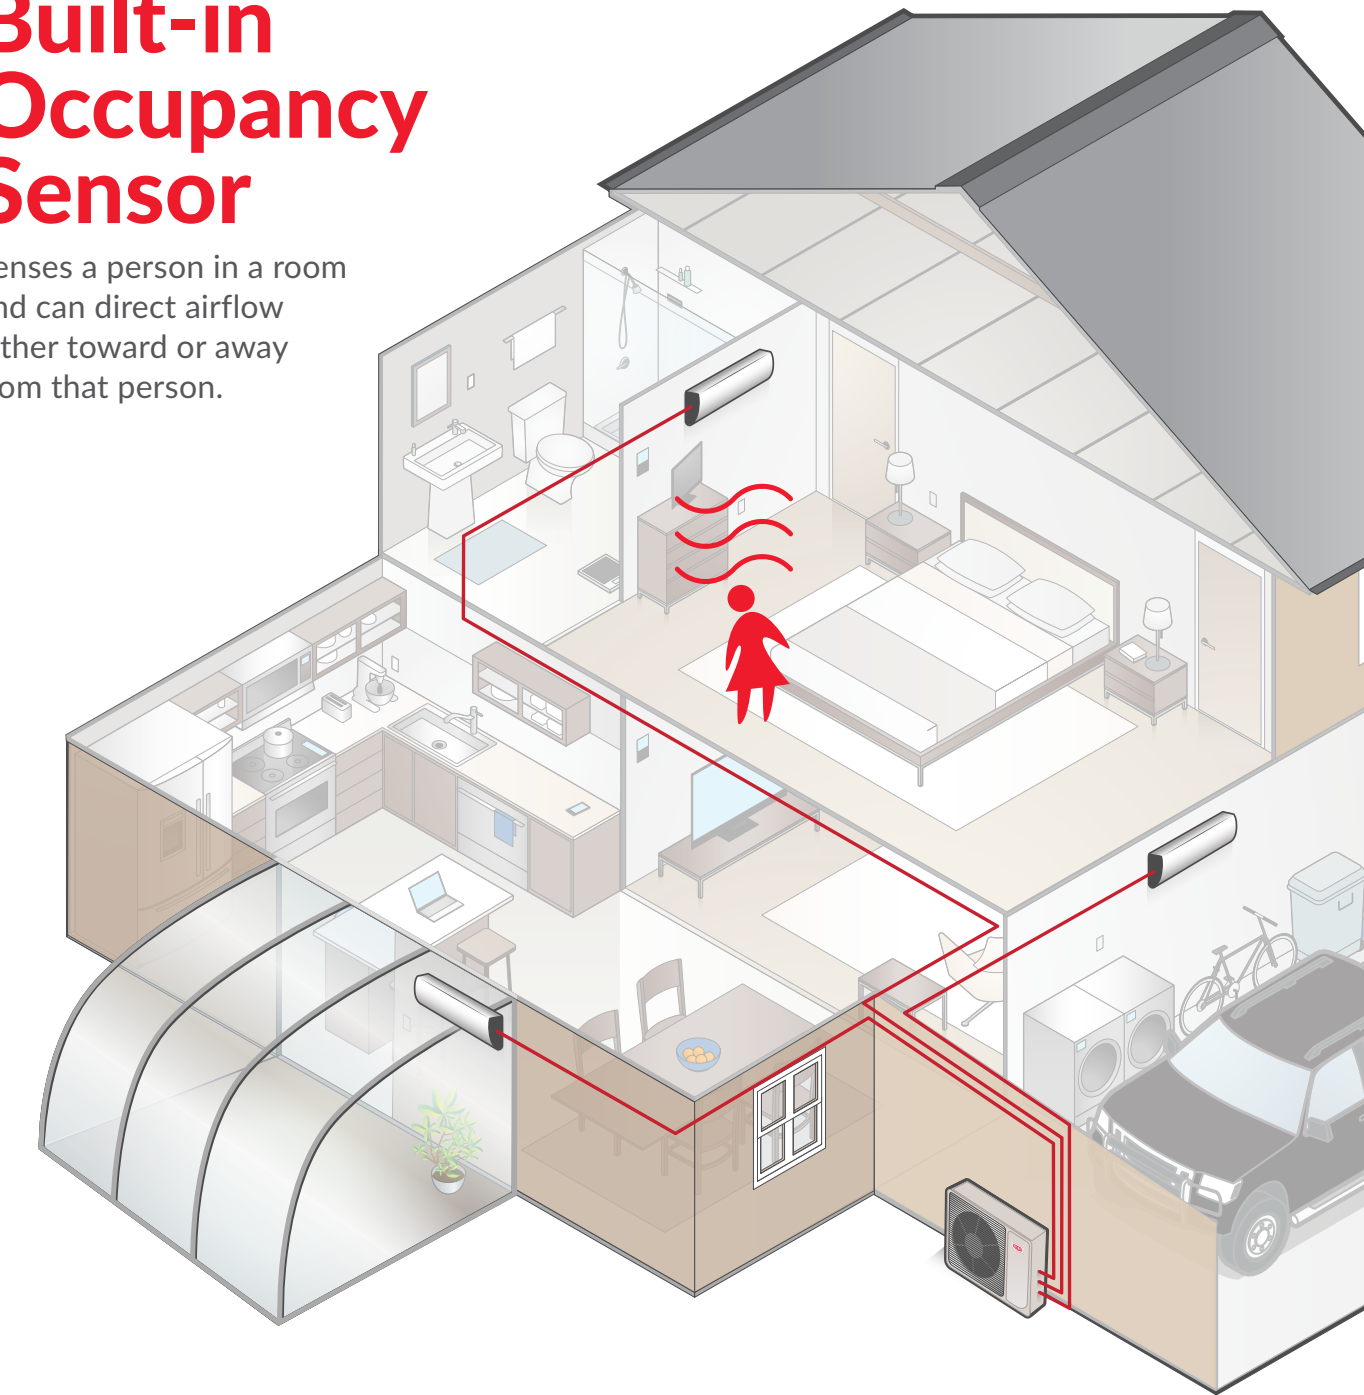 Built-in
Occupancy
Sensor
enses a person in a room
nd can direct airflow
ther toward or away
om that person.